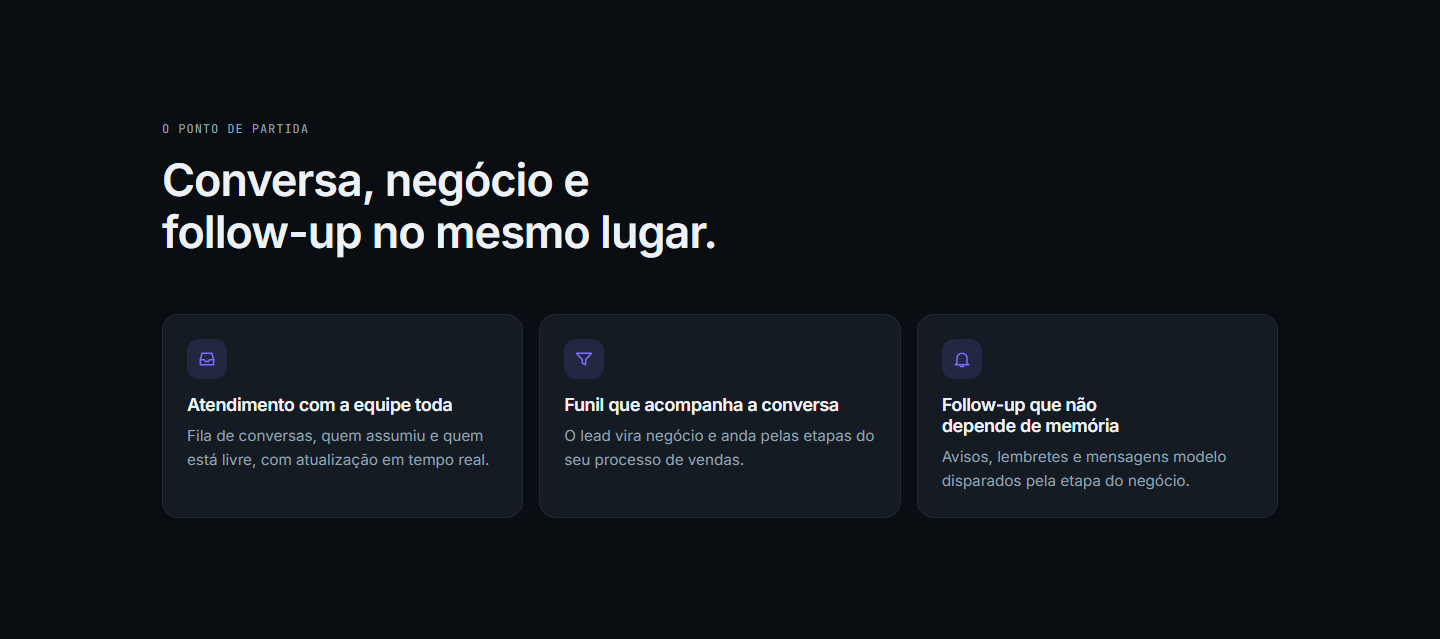 O PONTO DE PARTIDA
Conversa, negócio e
follow-up no mesmo lugar.
Atendimento com a equipe toda
Fila de conversas, quem assumiu e quem
está livre, com atualização em tempo real.
Funil que acompanha a conversa
O lead vira negócio e anda pelas etapas do
seu processo de vendas.
Follow-up que não
depende de memória
Avisos, lembretes e mensagens modelo
disparados pela etapa do negócio.